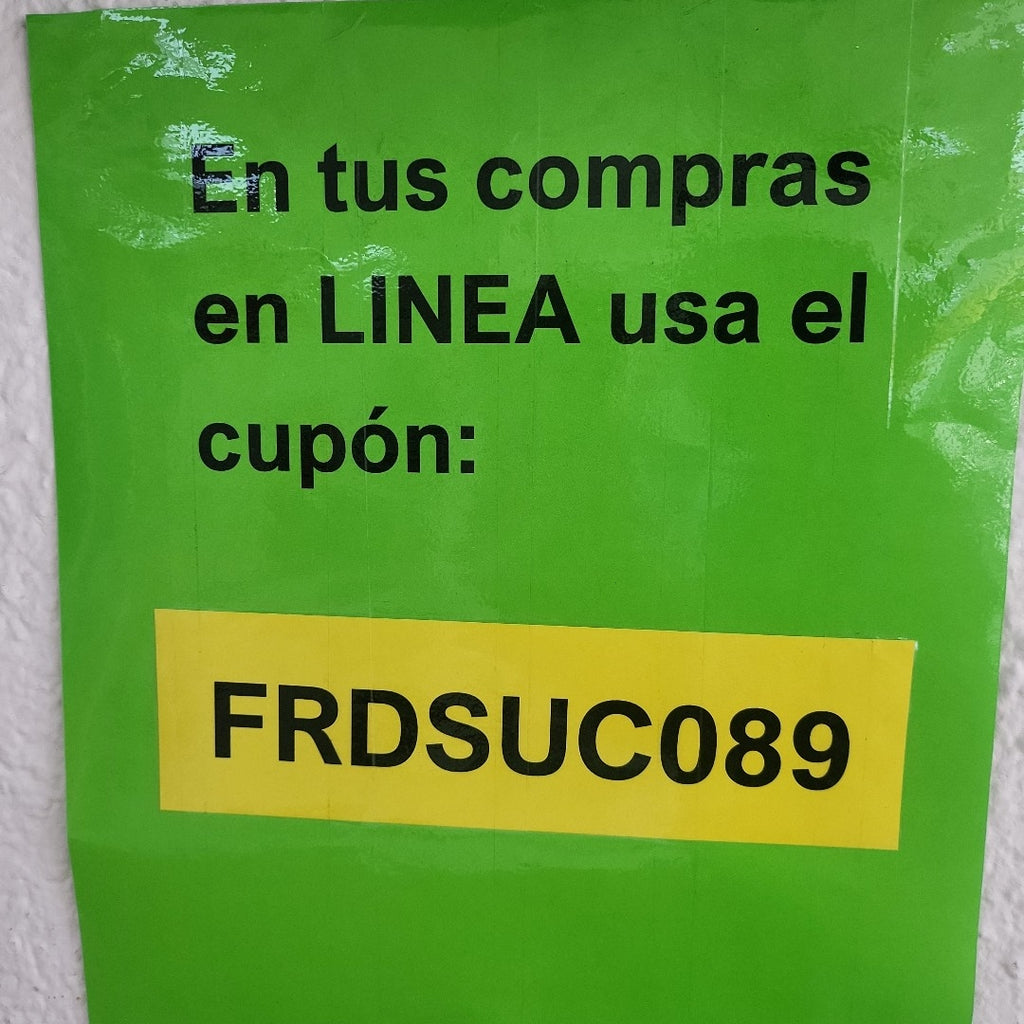 En tus compras
en LINEA usa el
cupón:
FRDSUC089